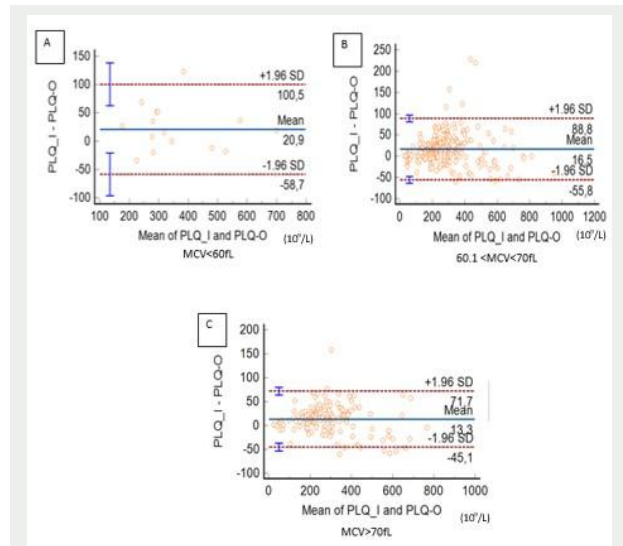 A
150
100
50
0
-50
-100
PLQ_I - PLQ-O
+1.96 SD
100,5
Mean
20,9
-1.96 SD
-58,7
100 200 300 400 500 600 700 800
Mean of PLQ_I and PLQ-O (10⁹/L)
MCV<60fL
B
250
200
150
100
50
0
-50
-100
PLQ_I - PLQ-O
+1.96 SD
88,8
Mean
16,5
-1.96 SD
-55,8
0 200 400 600 800 1000 1200
Mean of PLQ_I and PLQ-O (10⁹/L)
60.1 <MCV<70fL
C
200
150
100
50
0
-50
-100
PLQ_I - PLQ-O
+1.96 SD
71,7
Mean
13,3
-1.96 SD
-45,1
0 200 400 600 800 1000
Mean of PLQ_I and PLQ-O (10⁹/L)
MCV>70fL